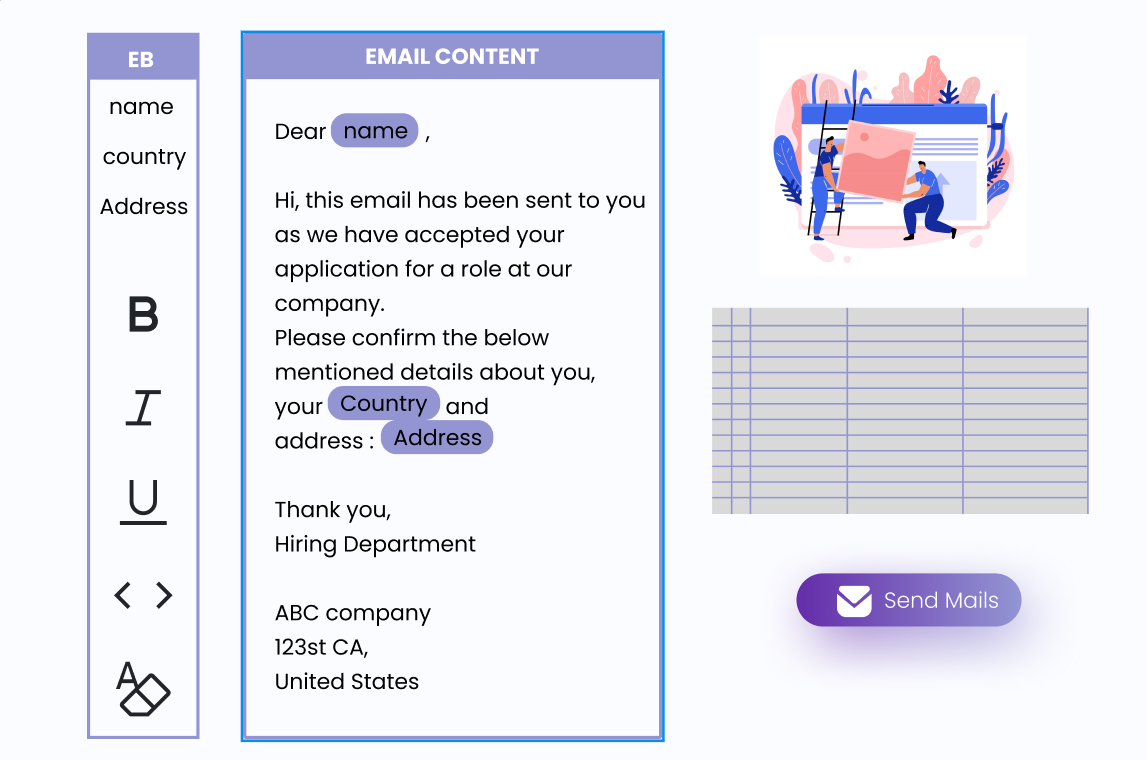 EB
name
country
Address
B
I
U
EMAIL CONTENT
Dear name ,
Hi, this email has been sent to you
as we have accepted your
application for a role at our
company.
Please confirm the below
mentioned details about you,
your Country and
address : Address
Thank you,
Hiring Department
ABC company
123st CA,
United States
Send Mails